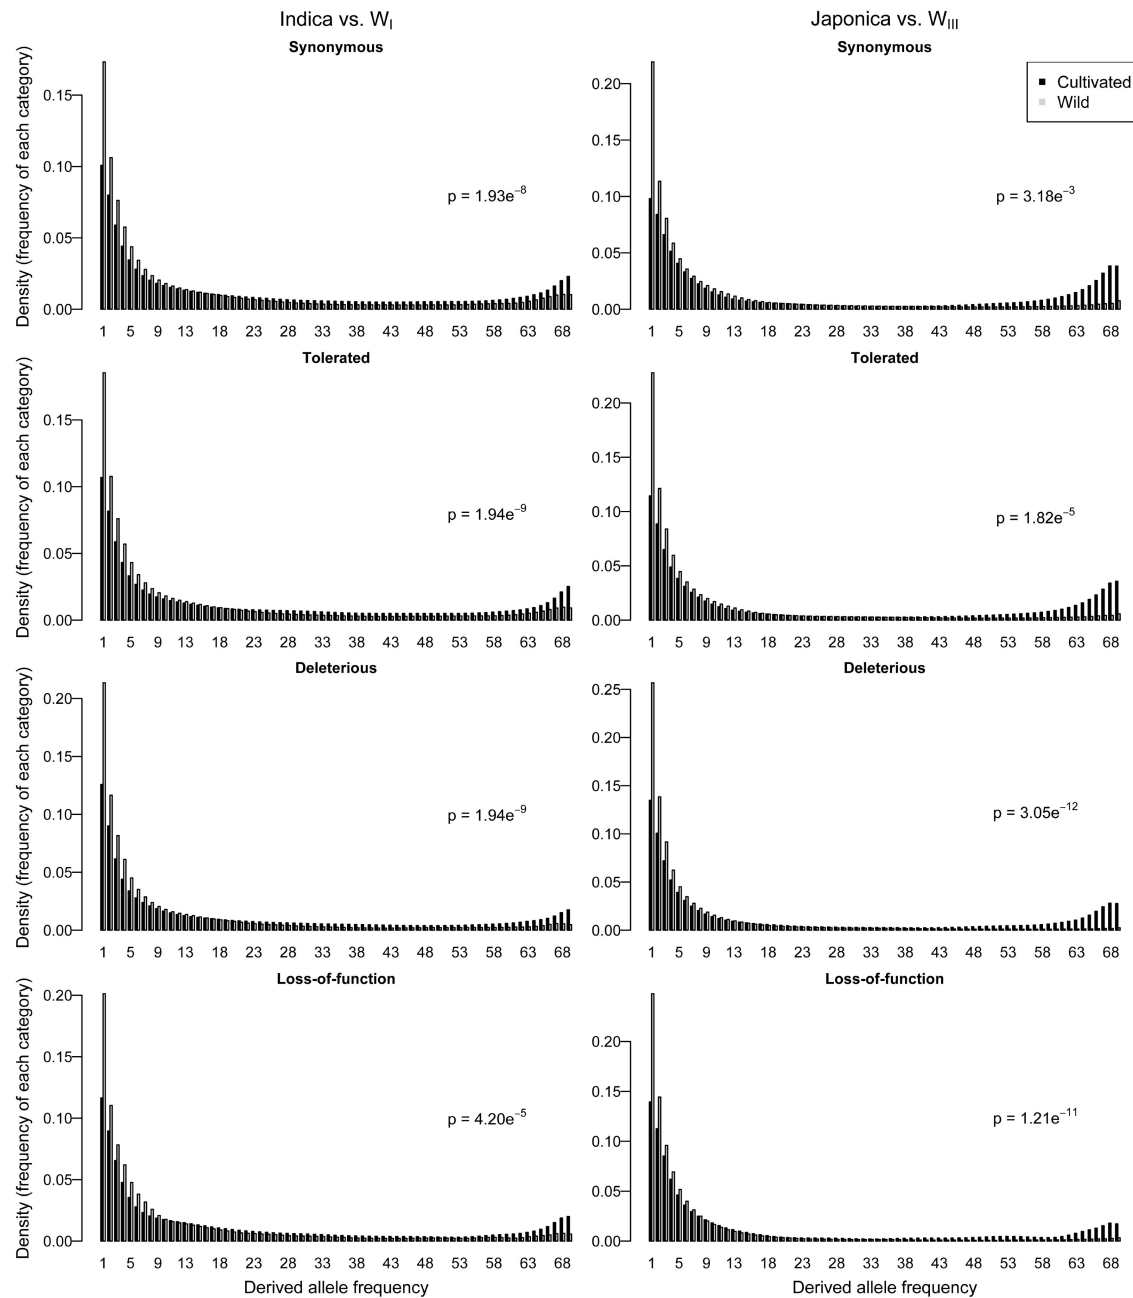 Indica vs. W_I
Japonica vs. W_III
Synonymous
Density (frequency of each category)
0.15
0.10
0.05
0.00
p = 1.93e^−8
1 5 9 13 18 23 28 33 38 43 48 53 58 63 68
Synonymous
0.20
0.15
0.10
0.05
0.00
Cultivated
Wild
p = 3.18e^−3
1 5 9 13 18 23 28 33 38 43 48 53 58 63 68
Tolerated
Density (frequency of each category)
0.15
0.10
0.05
0.00
p = 1.94e^−9
1 5 9 13 18 23 28 33 38 43 48 53 58 63 68
Tolerated
0.20
0.15
0.10
0.05
0.00
p = 1.82e^−5
1 5 9 13 18 23 28 33 38 43 48 53 58 63 68
Deleterious
Density (frequency of each category)
0.20
0.15
0.10
0.05
0.00
p = 1.94e^−9
1 5 9 13 18 23 28 33 38 43 48 53 58 63 68
Deleterious
0.25
0.20
0.15
0.10
0.05
0.00
p = 3.05e^−12
1 5 9 13 18 23 28 33 38 43 48 53 58 63 68
Loss-of-function
Density (frequency of each category)
0.20
0.15
0.10
0.05
0.00
p = 4.20e^−5
1 5 9 13 18 23 28 33 38 43 48 53 58 63 68
Derived allele frequency
Loss-of-function
0.20
0.15
0.10
0.05
0.00
p = 1.21e^−11
1 5 9 13 18 23 28 33 38 43 48 53 58 63 68
Derived allele frequency